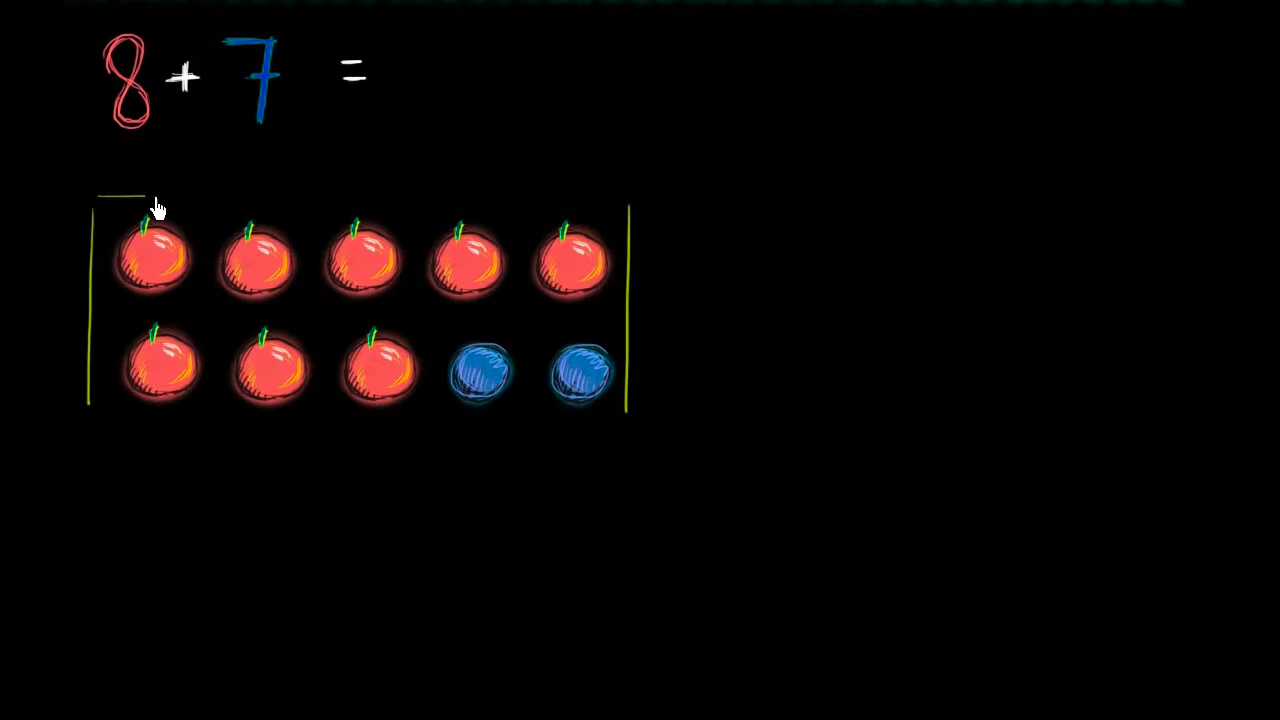 8 + 7 =